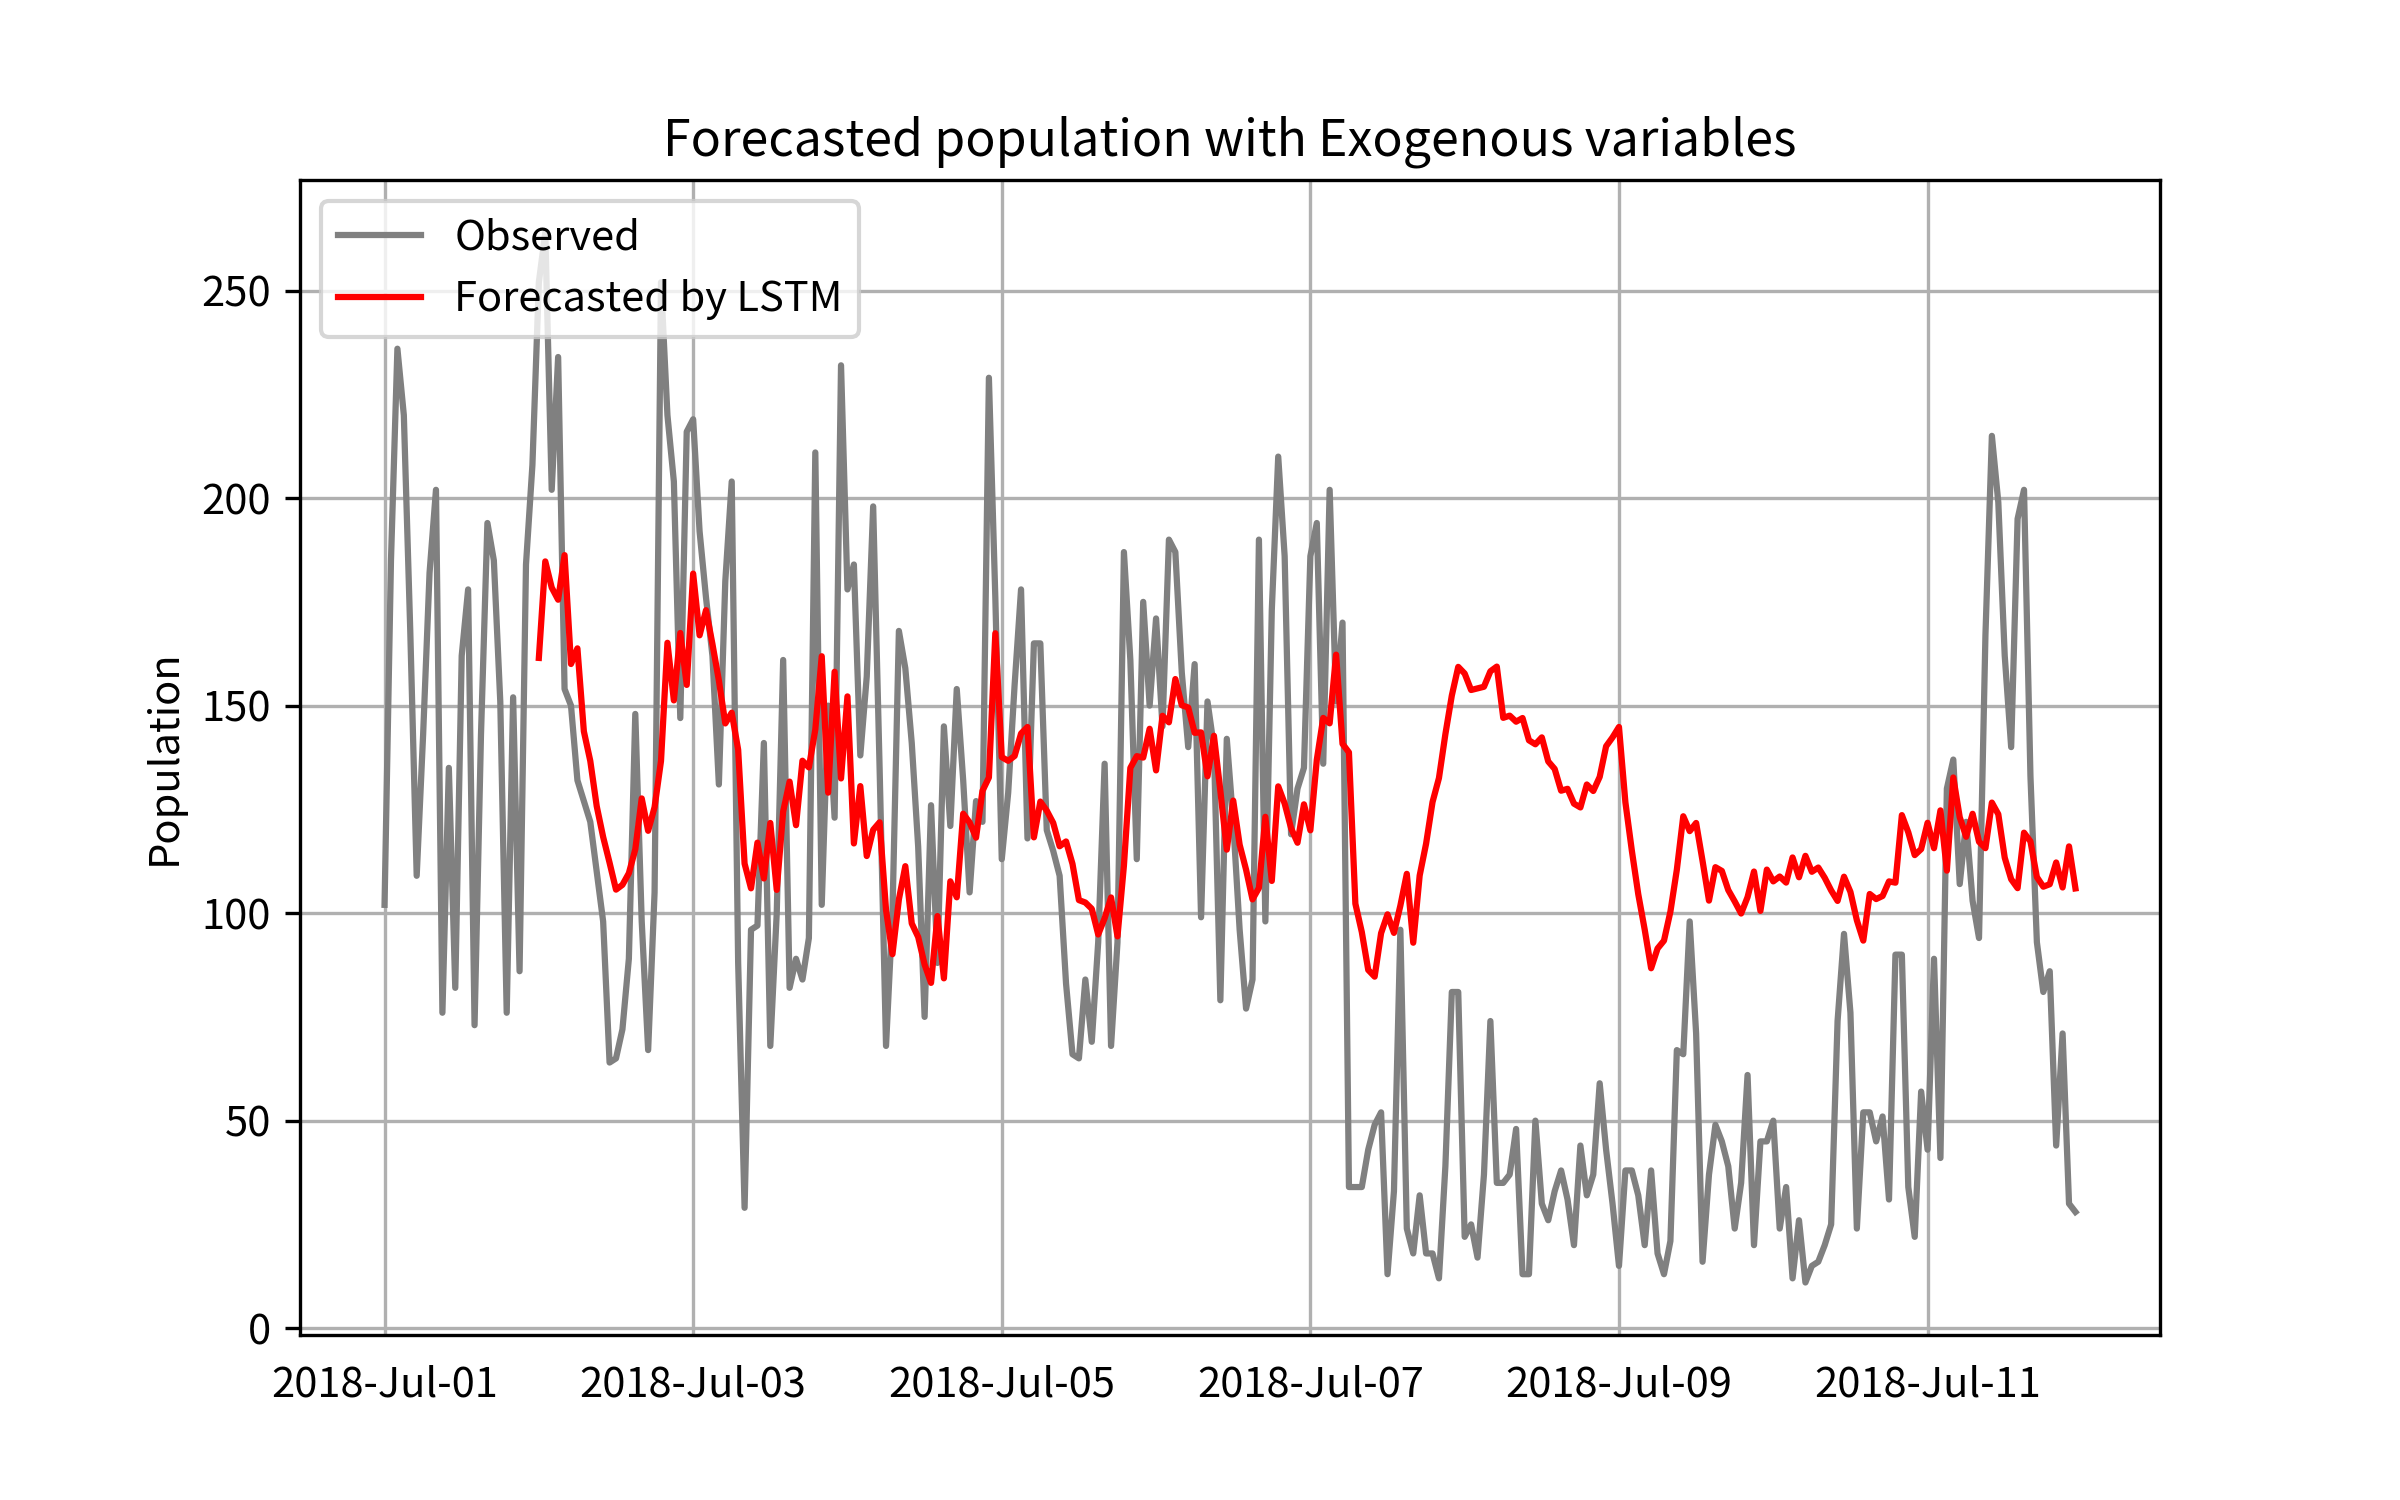 Forecasted population with Exogenous variables
Observed
Forecasted by LSTM
Population
250
200
150
100
50
0
2018-Jul-01
2018-Jul-03
2018-Jul-05
2018-Jul-07
2018-Jul-09
2018-Jul-11